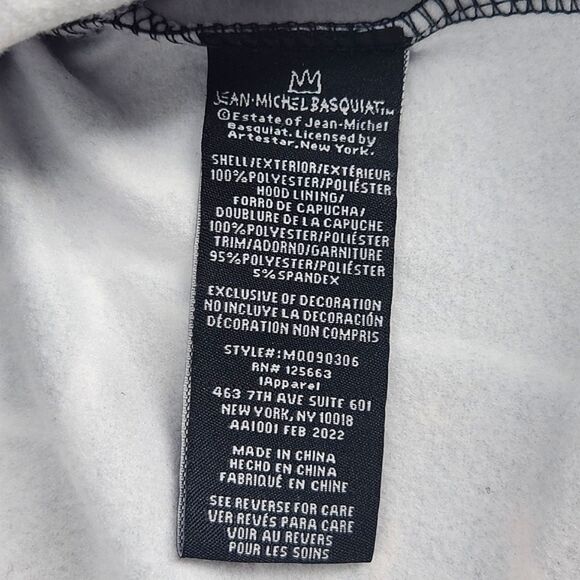 JEAN-MICHEL BASQUIAT™
©Estate of Jean-Michel
Basquiat. Licensed by
Artestar, New York.
SHELL/EXTERIOR/EXTÉRIEUR
100%POLYESTER/POLIÉSTER
HOOD LINING/
FORRO DE CAPUCHA/
DOUBLURE DE LA CAPUCHE
100%POLYESTER/POLIÉSTER
TRIM/ADORNO/GARNITURE
95%POLYESTER/POLIÉSTER
5%SPANDEX
EXCLUSIVE OF DECORATION
NO INCLUYE LA DECORACIÓN
DÉCORATION NON COMPRIS
STYLE#:MQ090306
RN# 125663
IApparel
463 7TH AVE SUITE 601
NEW YORK, NY 10018
AA1001 FEB 2022
MADE IN CHINA
HECHO EN CHINA
FABRIQUÉ EN CHINE
SEE REVERSE FOR CARE
VER REVÉS PARA CARE
VOIR AU REVERS
POUR LES SOINS